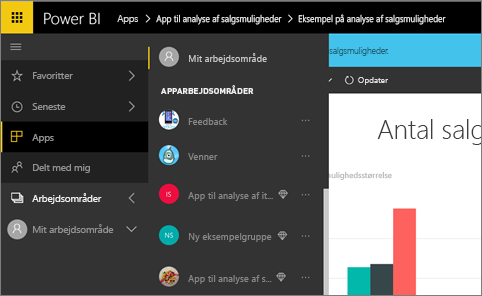 Power BI Apps > App til analyse af salgsmuligheder > Eksempel på analyse af salgsmuligheder
Favoritter
Seneste
Apps
Delt med mig
Arbejdsområder
Mit arbejdsområde
Mit arbejdsområde
APPARBEJDSOMRÅDER
Feedback
Venner
IS App til analyse af it...
NS Ny eksempelgruppe
App til analyse af s...
salgsmuligheder.
Opdater
Antal salg
mulighedsstørrelse